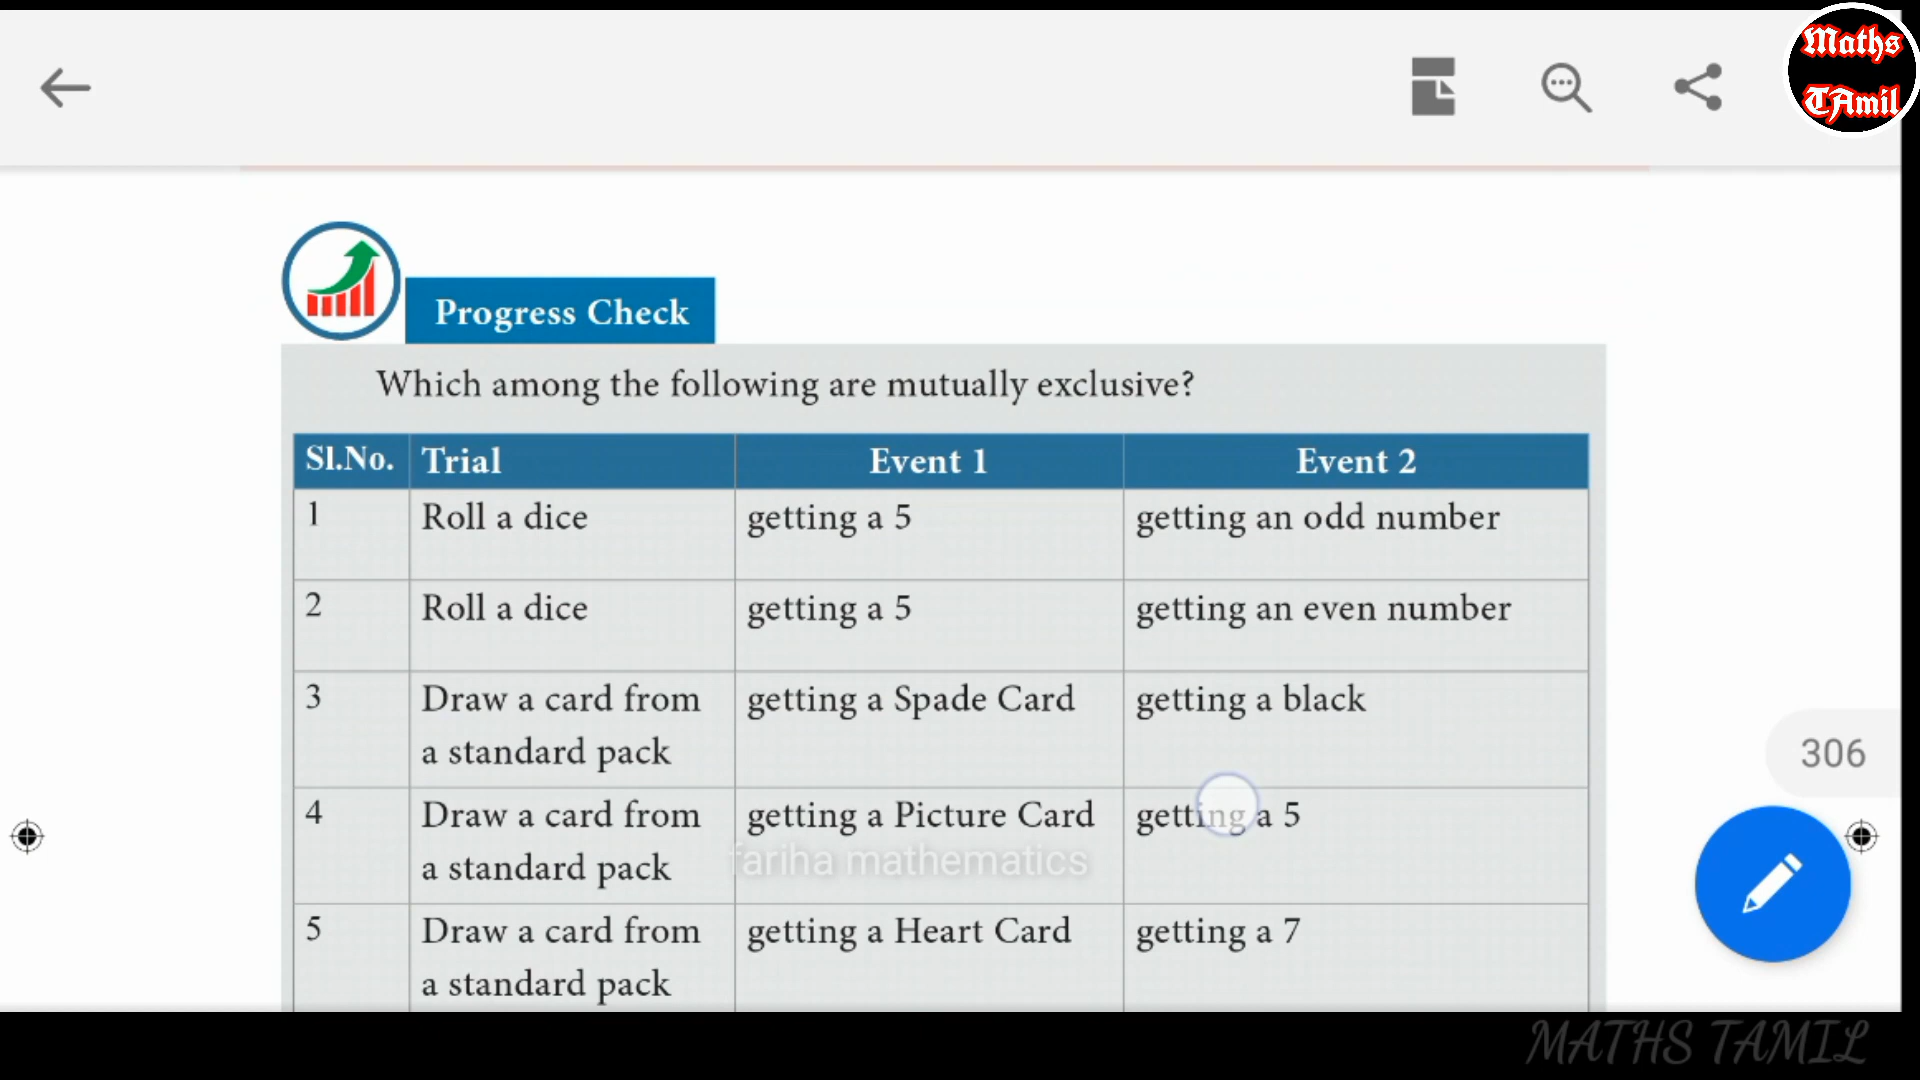 Maths
TAmil
Progress Check
Which among the following are mutually exclusive?
Sl.No. Trial Event 1 Event 2
1 Roll a dice getting a 5 getting an odd number
2 Roll a dice getting a 5 getting an even number
3 Draw a card from getting a Spade Card getting a black
a standard pack
306
4 Draw a card from getting a Picture Card getting a 5
a standard pack
fariha mathematics
5 Draw a card from getting a Heart Card getting a 7
a standard pack
MATHS TAMIL